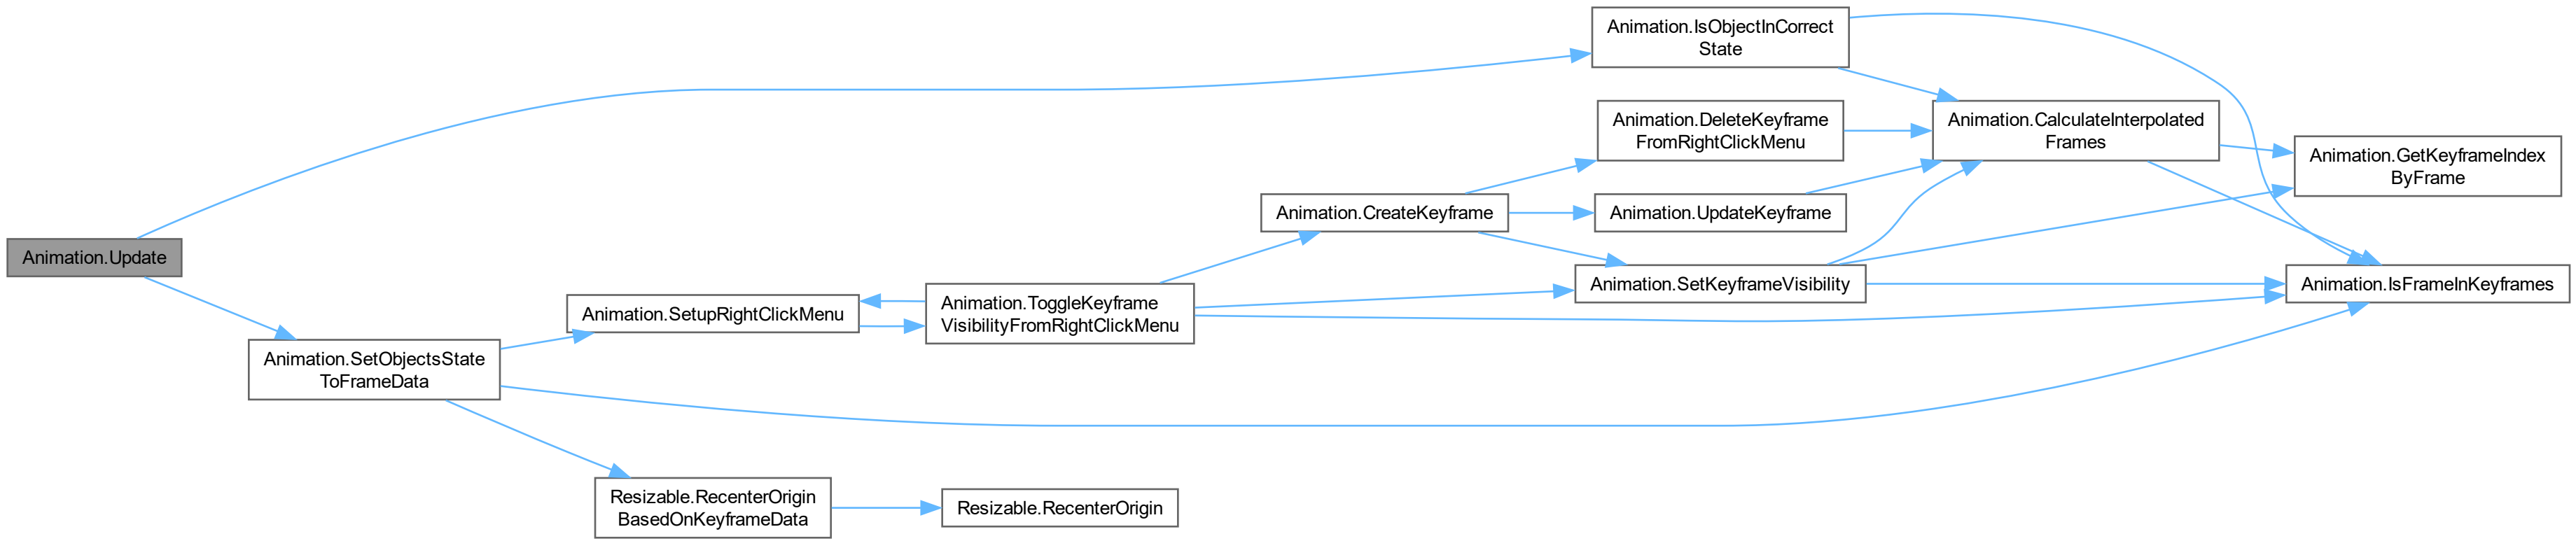 Animation.Update
Animation.IsObjectInCorrect
State
Animation.SetObjectsState
ToFrameData
Animation.SetupRightClickMenu
Resizable.RecenterOrigin
BasedOnKeyframeData
Animation.ToggleKeyframe
VisibilityFromRightClickMenu
Resizable.RecenterOrigin
Animation.CreateKeyframe
Animation.DeleteKeyframe
FromRightClickMenu
Animation.UpdateKeyframe
Animation.SetKeyframeVisibility
Animation.CalculateInterpolated
Frames
Animation.GetKeyframeIndex
ByFrame
Animation.IsFrameInKeyframes